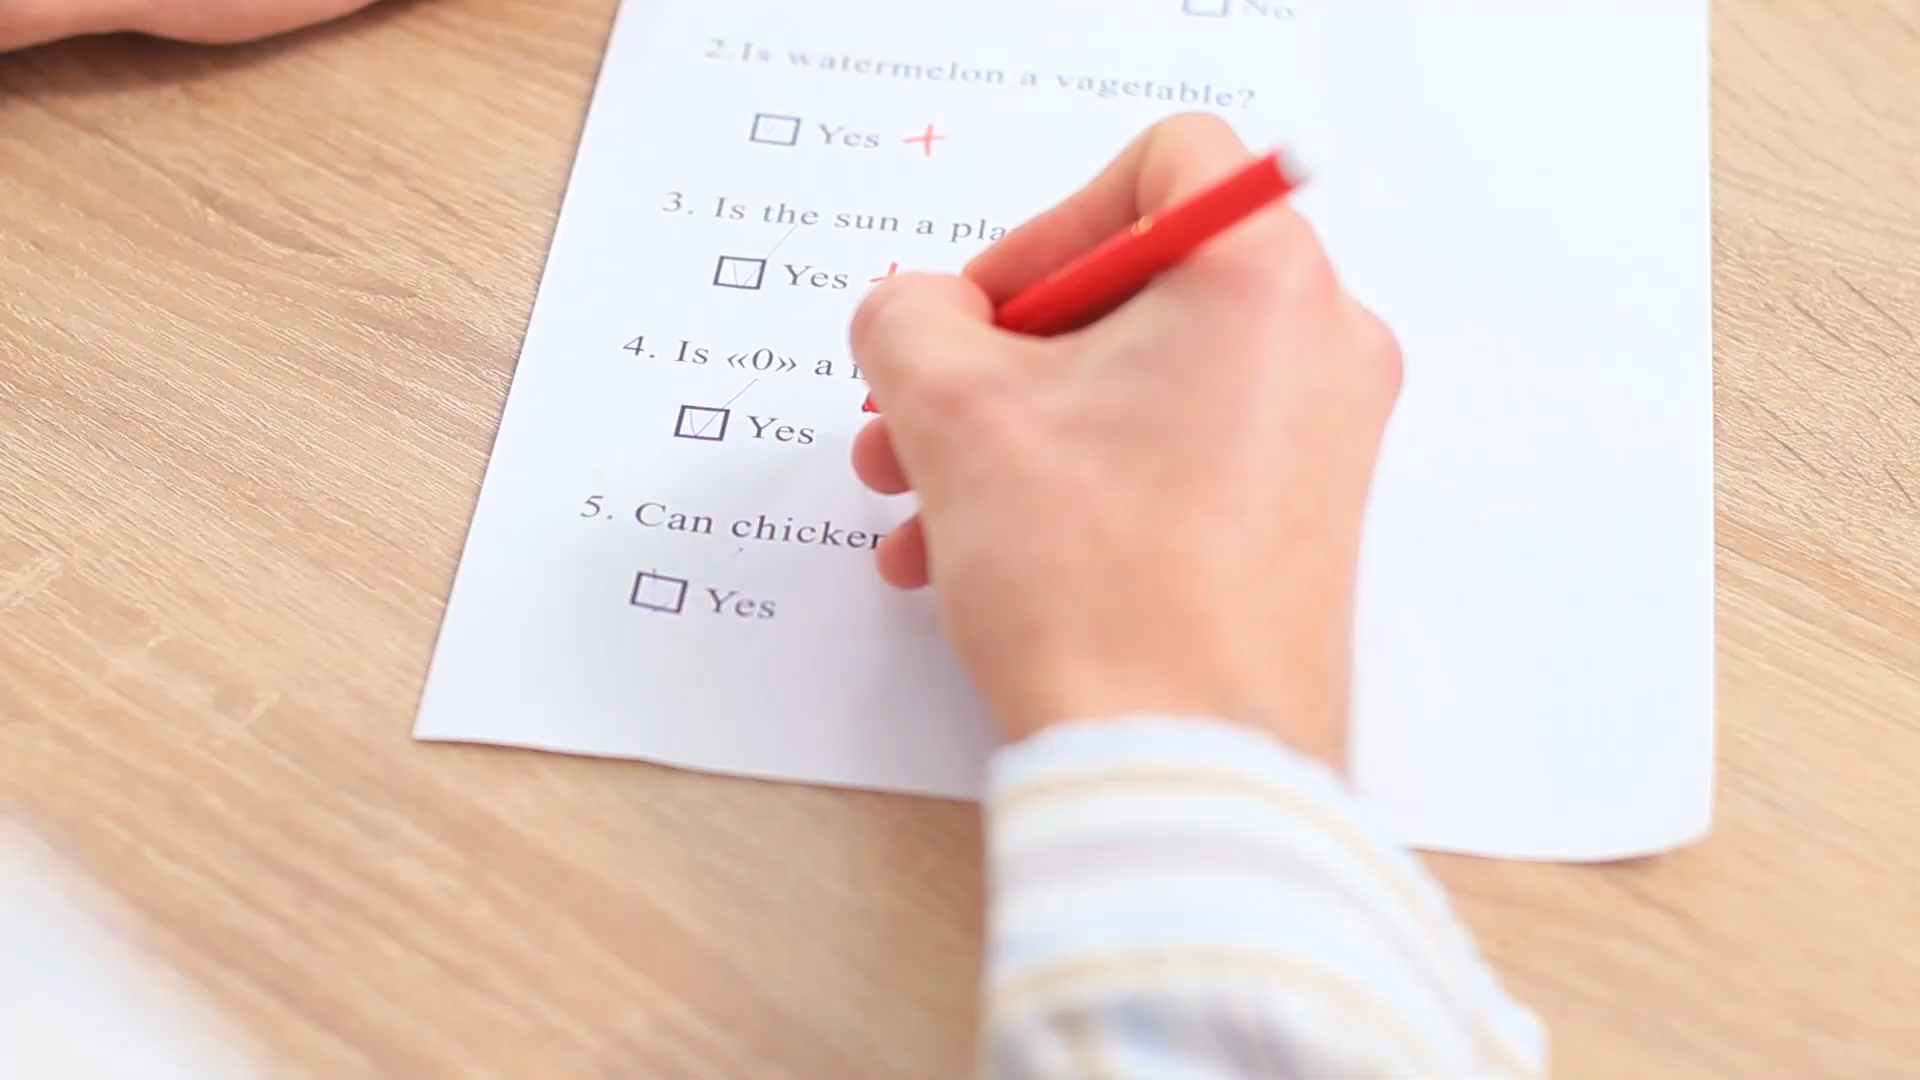 No
2.Is watermelon a vagetable?
Yes +
3. Is the sun a pla
Yes +
4. Is «0» a
Yes
5. Can chicken
Yes